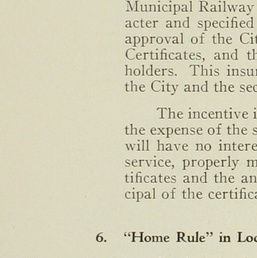 Municipal Railway
acter and specified
approval of the Cit
Certificates, and th
holders. This insu
the City and the sec
The incentive i
the expense of the s
will have no intere
service, properly m
tificates and the an
cipal of the certifica
6. “Home Rule” in Loc